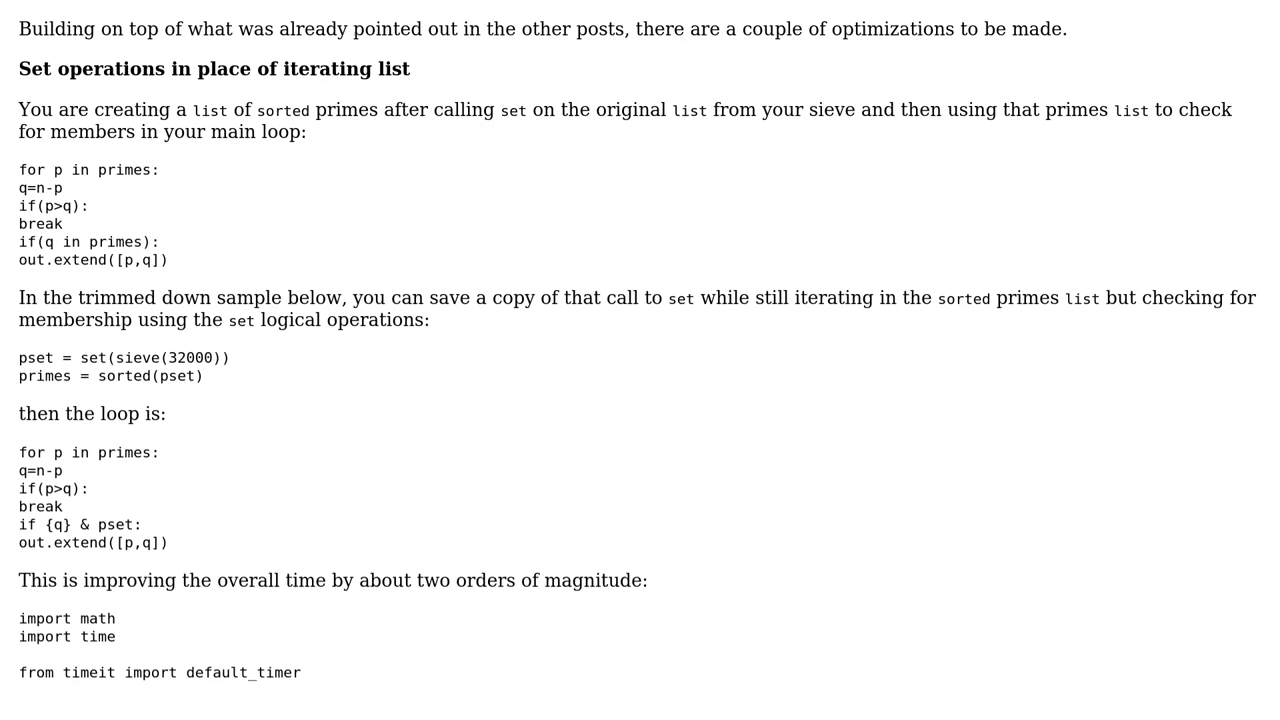 Building on top of what was already pointed out in the other posts, there are a couple of optimizations to be made.
Set operations in place of iterating list
You are creating a list of sorted primes after calling set on the original list from your sieve and then using that primes list to check
for members in your main loop:
for p in primes:
q=n-p
if(p>q):
break
if(q in primes):
out.extend([p,q])
In the trimmed down sample below, you can save a copy of that call to set while still iterating in the sorted primes list but checking for
membership using the set logical operations:
pset = set(sieve(32000))
primes = sorted(pset)
then the loop is:
for p in primes:
q=n-p
if(p>q):
break
if {q} & pset:
out.extend([p,q])
This is improving the overall time by about two orders of magnitude:
import math
import time
from timeit import default_timer